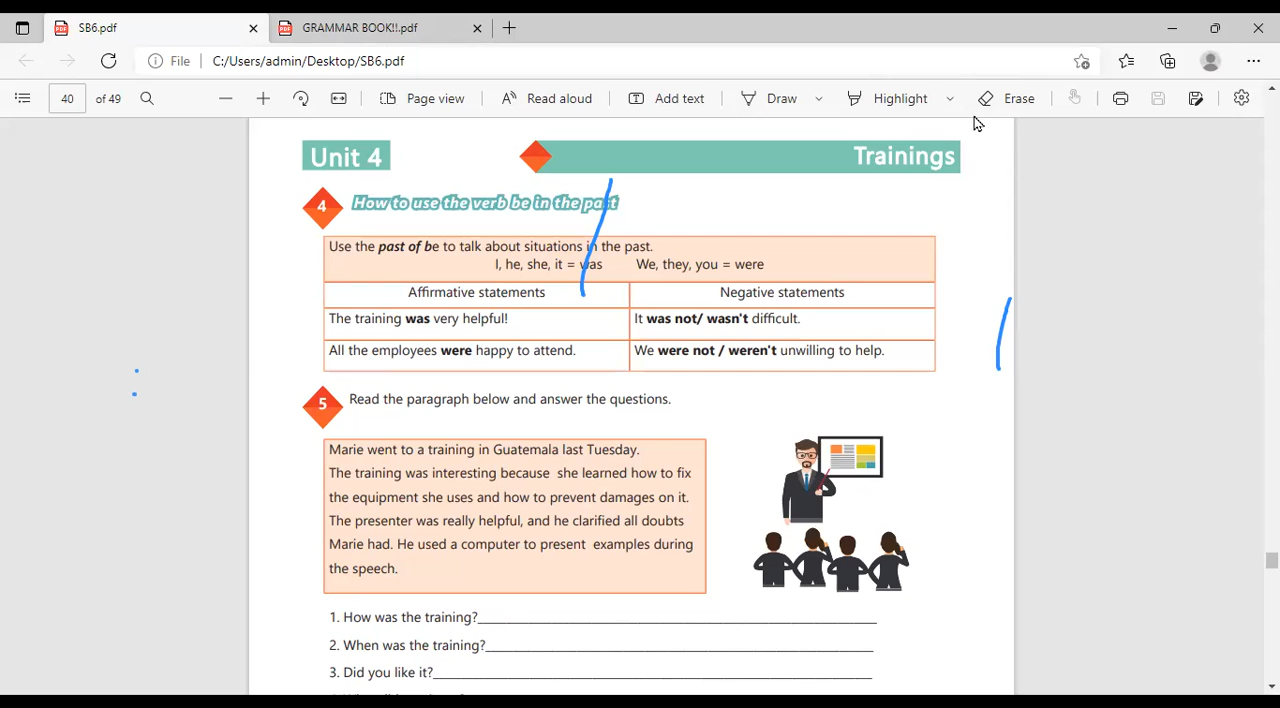 SB6.pdf
GRAMMAR BOOK!!.pdf
File
C:/Users/admin/Desktop/SB6.pdf
40 of 49
Page view
Read aloud
Add text
Draw
Highlight
Erase
Unit 4
Trainings
4 How to use the verb be in the past
Use the past of be to talk about situations in the past.
I, he, she, it = was We, they, you = were
Affirmative statements Negative statements
The training was very helpful! It was not/ wasn't difficult.
All the employees were happy to attend. We were not / weren't unwilling to help.
5 Read the paragraph below and answer the questions.
Marie went to a training in Guatemala last Tuesday.
The training was interesting because she learned how to fix
the equipment she uses and how to prevent damages on it.
The presenter was really helpful, and he clarified all doubts
Marie had. He used a computer to present examples during
the speech.
1. How was the training?
2. When was the training?
3. Did you like it?